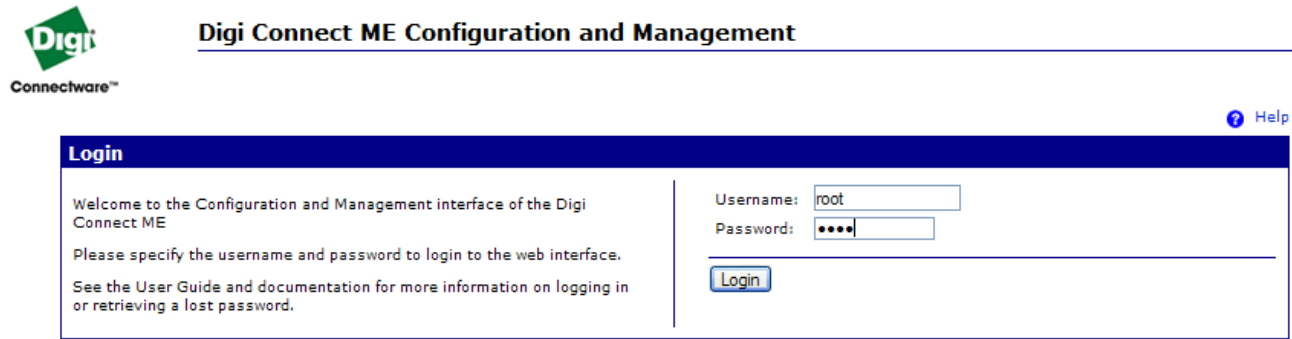 Digi
Connectware™
Digi Connect ME Configuration and Management
? Help
Login
Welcome to the Configuration and Management interface of the Digi
Connect ME
Please specify the username and password to login to the web interface.
See the User Guide and documentation for more information on logging in
or retrieving a lost password.
Username: root
Password: ••••
Login